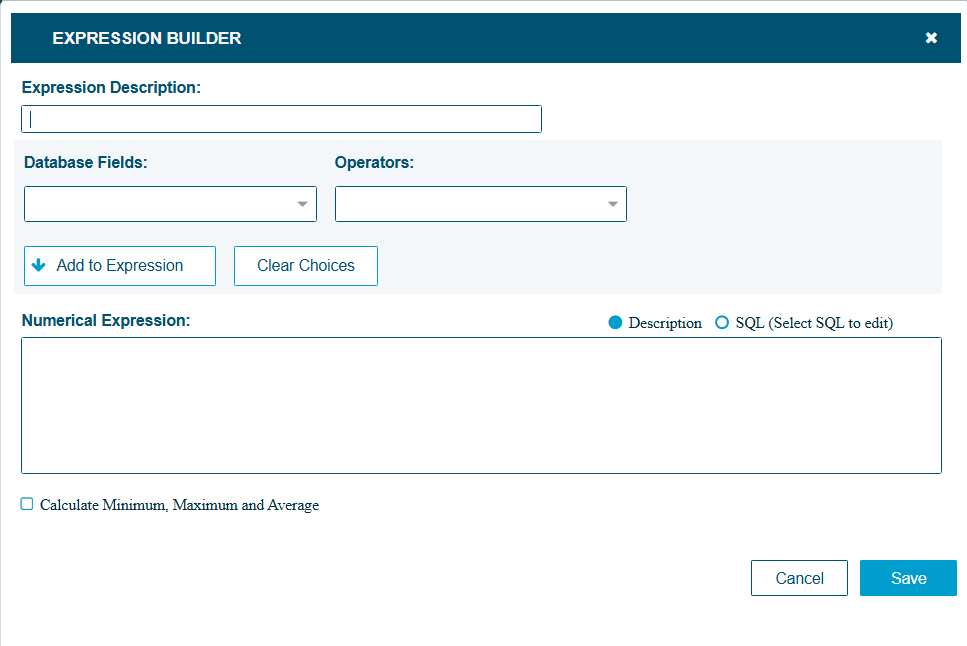 EXPRESSION BUILDER
Expression Description:
Database Fields: Operators:
Add to Expression Clear Choices
Numerical Expression: Description SQL (Select SQL to edit)
Calculate Minimum, Maximum and Average
Cancel Save